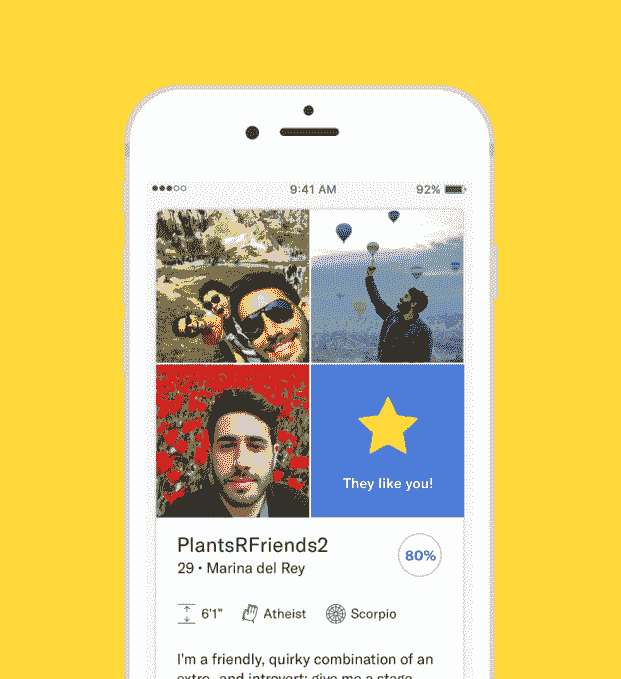 9:41 AM 92%
They like you!
PlantsRFriends2
80%
29 • Marina del Rey
6'1" Atheist Scorpio
I'm a friendly, quirky combination of an
extro- and introvert: give me a stage